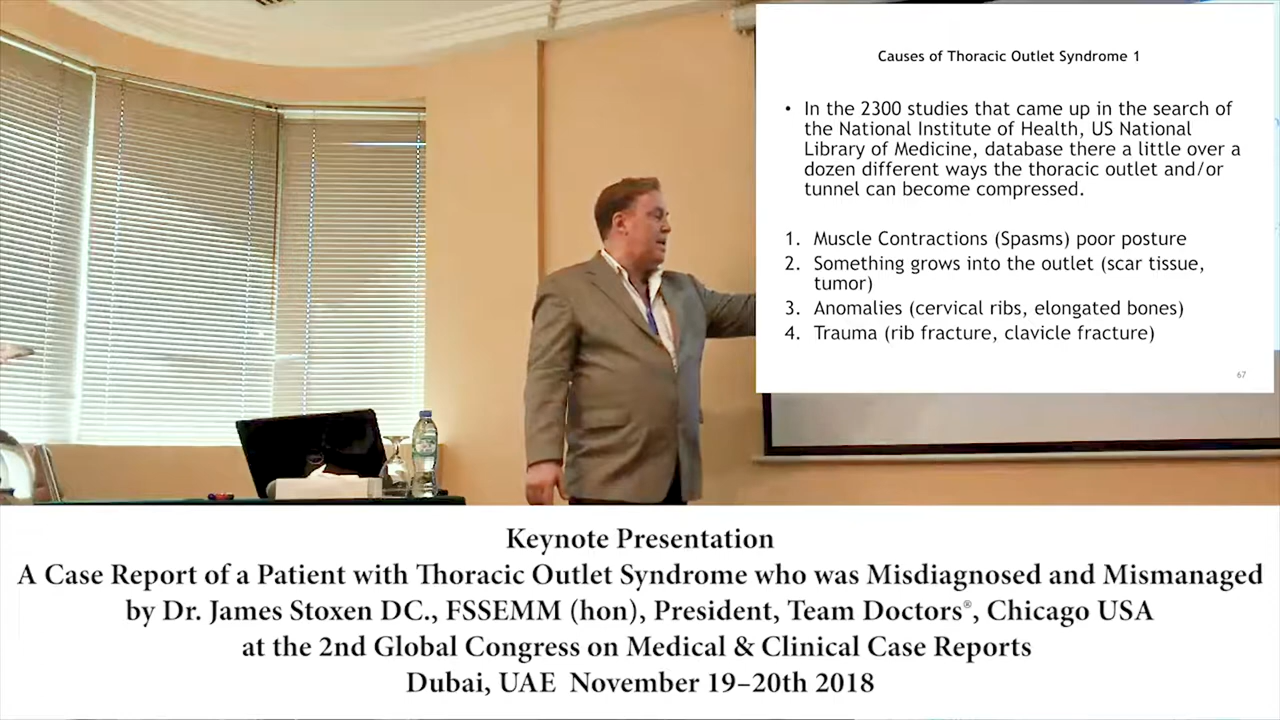 Causes of Thoracic Outlet Syndrome 1
• In the 2300 studies that came up in the search of
the National Institute of Health, US National
Library of Medicine, database there a little over a
dozen different ways the thoracic outlet and/or
tunnel can become compressed.
1. Muscle Contractions (Spasms) poor posture
2. Something grows into the outlet (scar tissue,
tumor)
3. Anomalies (cervical ribs, elongated bones)
4. Trauma (rib fracture, clavicle fracture)
67
Keynote Presentation
A Case Report of a Patient with Thoracic Outlet Syndrome who was Misdiagnosed and Mismanaged
by Dr. James Stoxen DC., FSSEMM (hon), President, Team Doctors®, Chicago USA
at the 2nd Global Congress on Medical & Clinical Case Reports
Dubai, UAE November 19–20th 2018